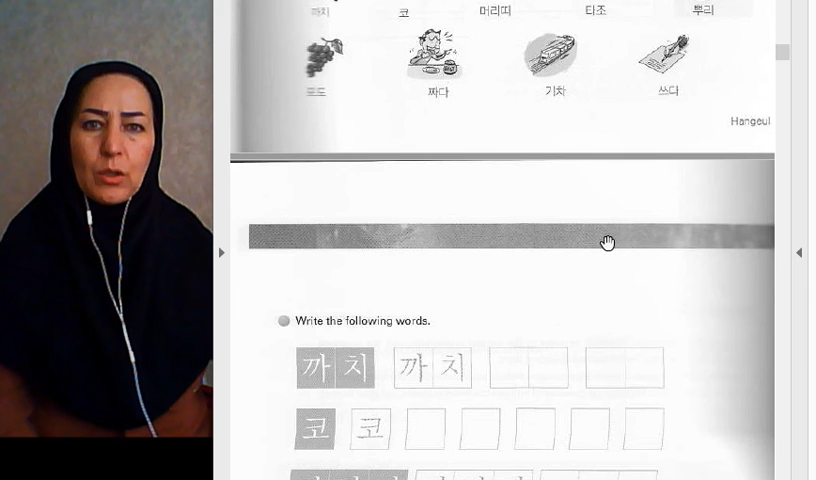 까치 코 머리띠 타조 뿌리
포도 짜다 기차 쓰다
Hangeul
Write the following words.
까치 까치
코 코